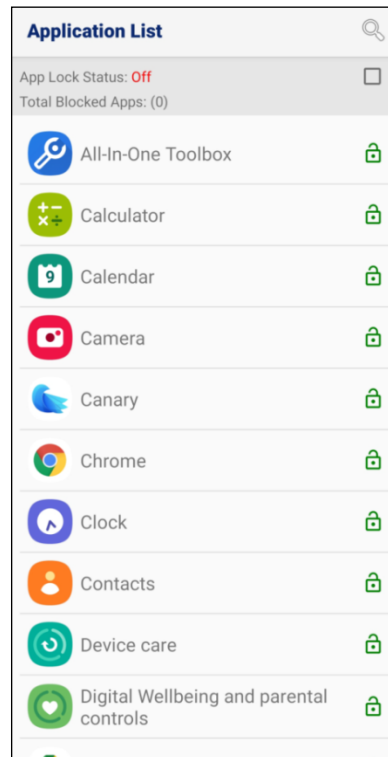 Application List
App Lock Status: Off
Total Blocked Apps: (0)
All-In-One Toolbox
Calculator
9
Calendar
Camera
Canary
Chrome
Clock
Contacts
Device care
Digital Wellbeing and parental
controls